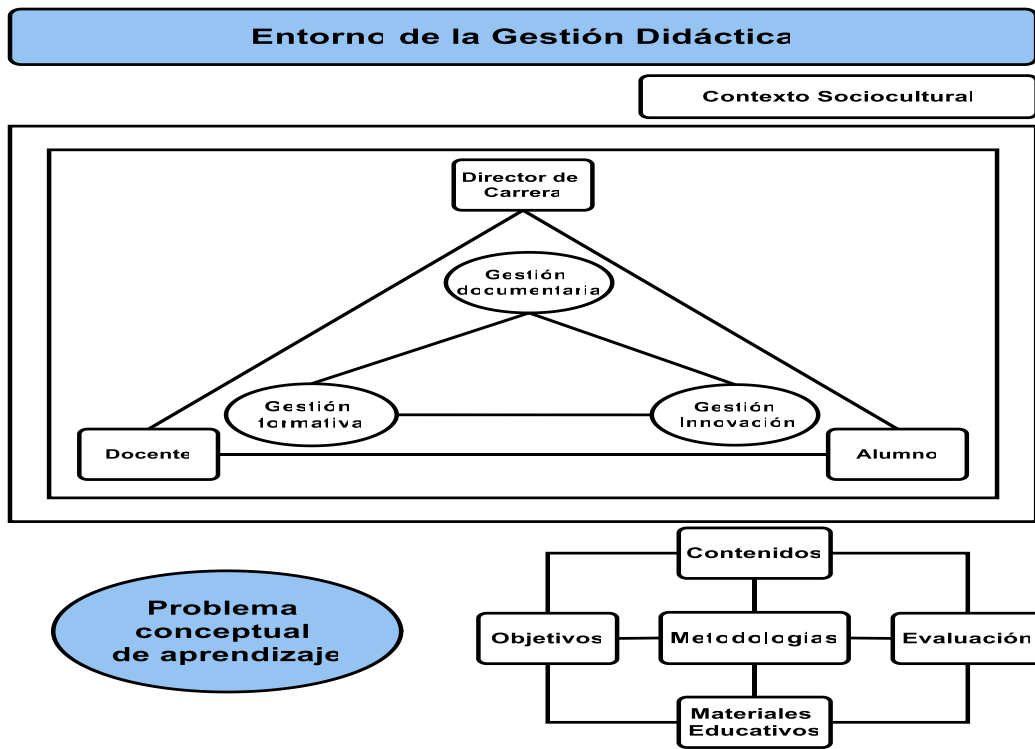 Entorno de la Gestión Didáctica
Contexto Sociocultural
Director de
Carrera
Gestión
documentaria
Gestión
formativa
Gestión
Innovación
Docente
Alumno
Problema
conceptual
de aprendizaje
Contenidos
Objetivos
Metodologías
Evaluación
Materiales
Educativos